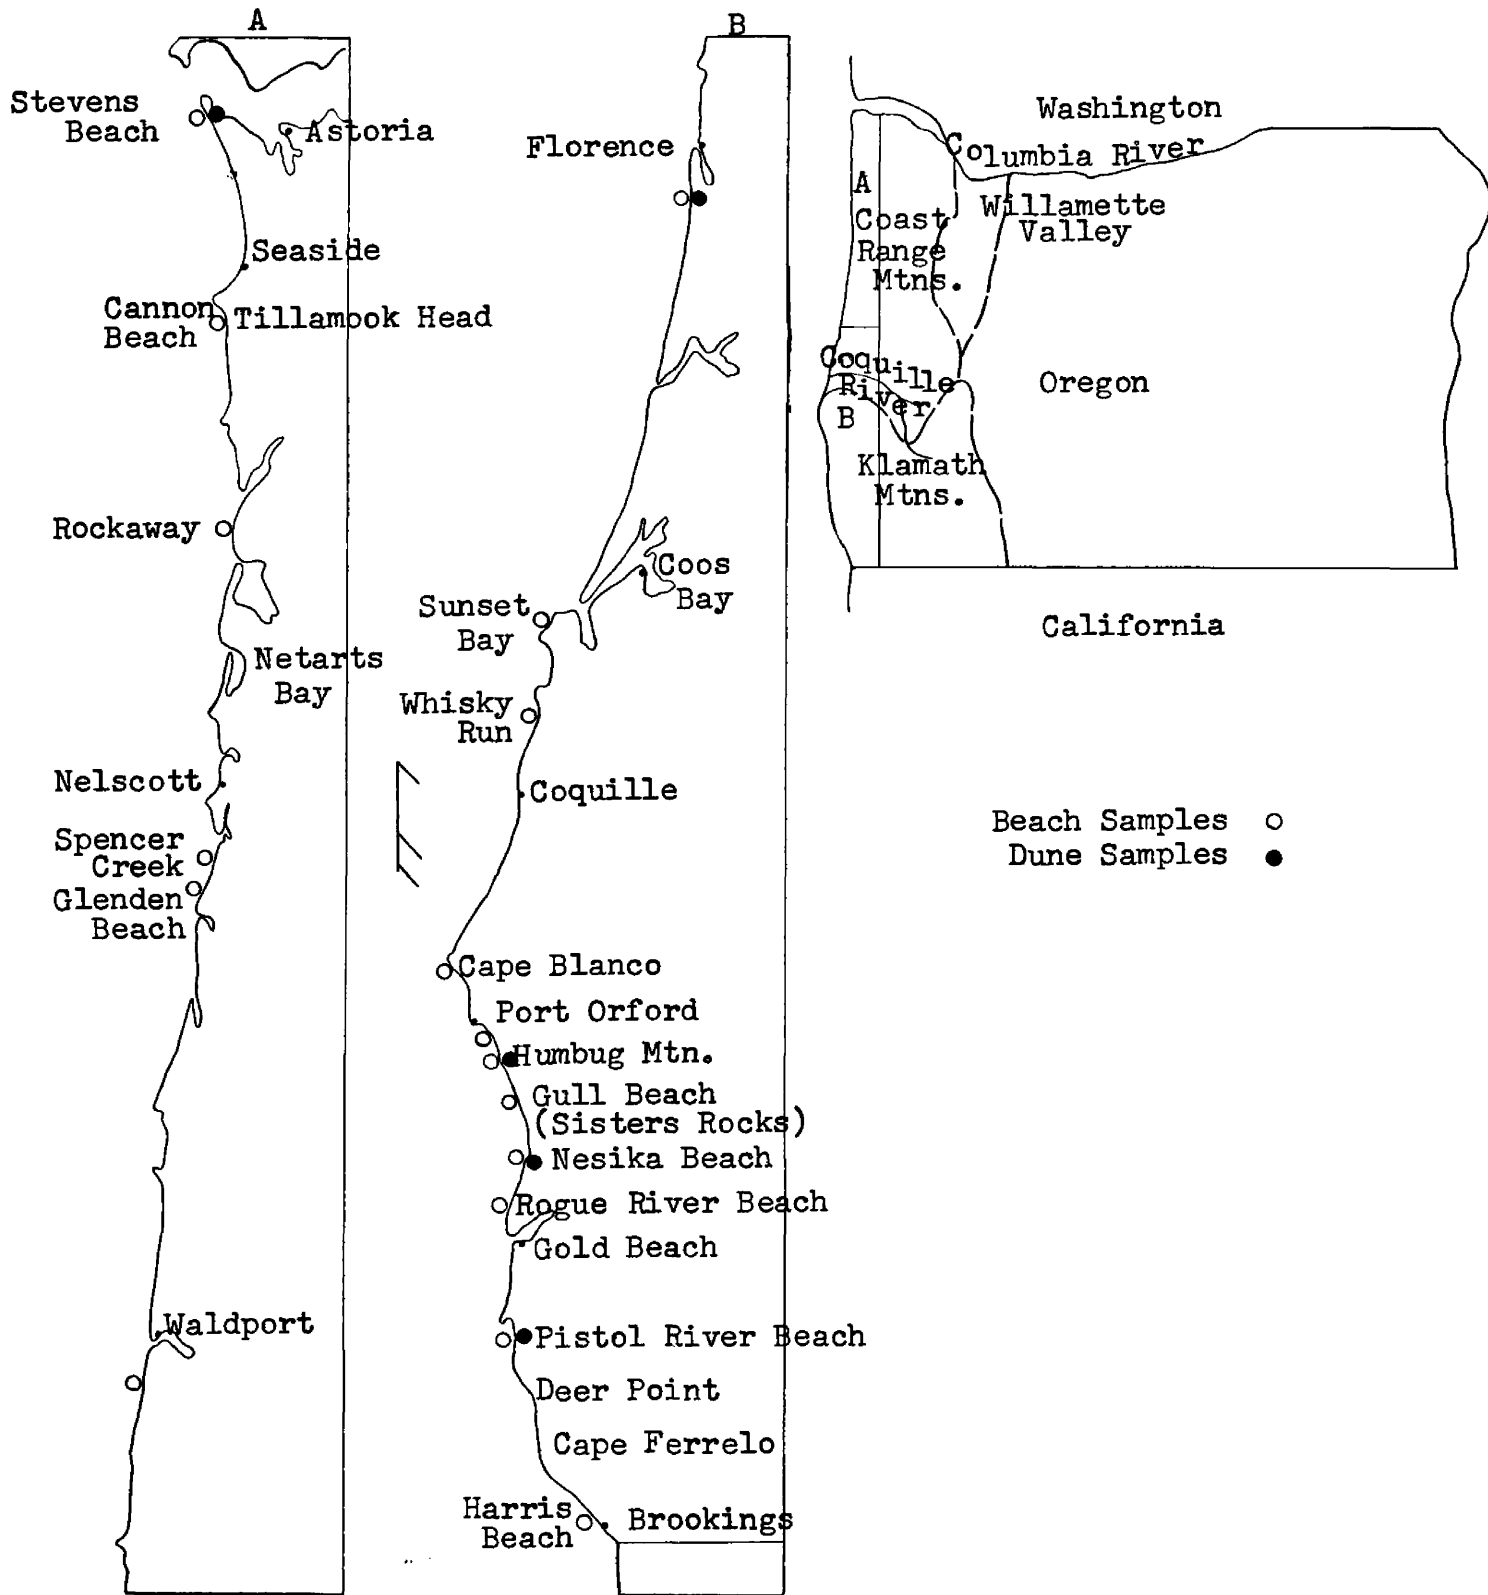 A
Stevens
Beach
Astoria
Seaside
Cannon
Beach
Tillamook Head
Rockaway
Netarts
Bay
Nelscott
Spencer
Creek
Glenden
Beach
Waldport
B
Florence
Coos
Bay
Sunset
Bay
Whisky
Run
Coquille
Cape Blanco
Port Orford
Humbug Mtn.
Gull Beach
(Sisters Rocks)
Nesika Beach
Rogue River Beach
Gold Beach
Pistol River Beach
Deer Point
Cape Ferrelo
Harris
Beach
Brookings
Washington
Columbia River
A
Coast
Range
Mtns.
Willamette
Valley
Coquille
River
B
Oregon
Klamath
Mtns.
California
Beach Samples
Dune Samples